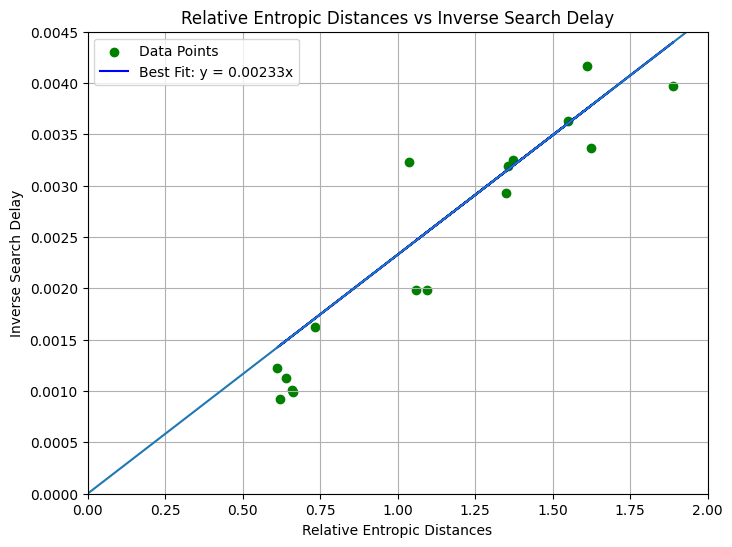 Relative Entropic Distances vs Inverse Search Delay
Data Points
Best Fit: y = 0.00233x
0.0045
0.0040
0.0035
0.0030
0.0025
0.0020
0.0015
0.0010
0.0005
0.0000
Inverse Search Delay
0.00 0.25 0.50 0.75 1.00 1.25 1.50 1.75 2.00
Relative Entropic Distances